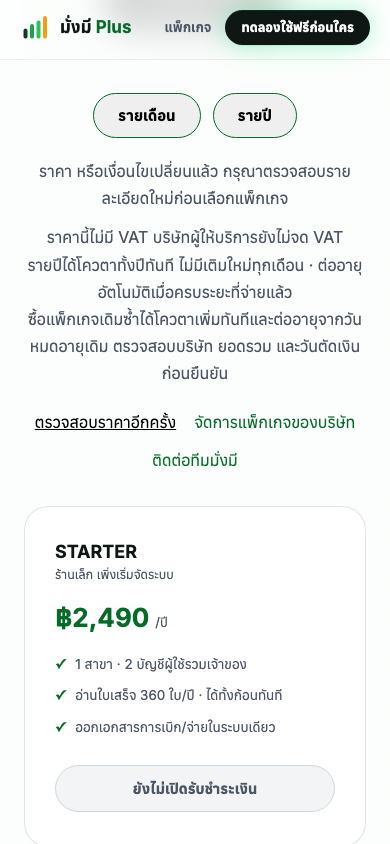 มั่งมี Plus
แพ็กเกจ
ทดลองใช้ฟรีก่อนใคร
รายเดือน
รายปี
ราคา หรือเงื่อนไขเปลี่ยนแล้ว กรุณาตรวจสอบราย
ละเอียดใหม่ก่อนเลือกแพ็กเกจ
ราคานี้ไม่มี VAT บริษัทผู้ให้บริการยังไม่จด VAT
รายปีได้โควตาทั้งปีทันที ไม่มีเติมใหม่ทุกเดือน · ต่ออายุ
อัตโนมัติเมื่อครบระยะที่จ่ายแล้ว
ซื้อแพ็กเกจเดิมซ้ำได้โควตาเพิ่มทันทีและต่ออายุจากวัน
หมดอายุเดิม ตรวจสอบบริษัท ยอดรวม และวันตัดเงิน
ก่อนยืนยัน
ตรวจสอบราคาอีกครั้ง
จัดการแพ็กเกจของบริษัท
ติดต่อทีมมั่งมี
STARTER
ร้านเล็ก เพิ่งเริ่มจัดระบบ
฿2,490 /ปี
✓ 1 สาขา · 2 บัญชีผู้ใช้รวมเจ้าของ
✓ อ่านใบเสร็จ 360 ใบ/ปี · ได้ทั้งก้อนทันที
✓ ออกเอกสารการเบิก/จ่ายในระบบเดียว
ยังไม่เปิดรับชำระเงิน